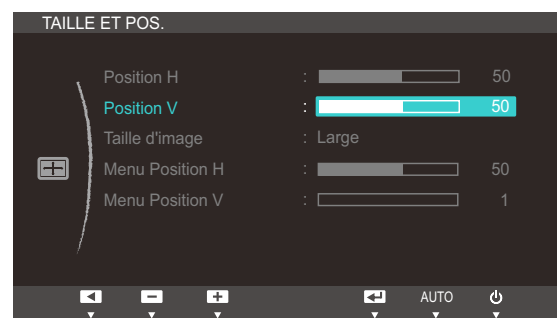 TAILLE ET POS.
Position H : 50
Position V : 50
Taille d'image : Large
Menu Position H : 50
Menu Position V : 1
AUTO